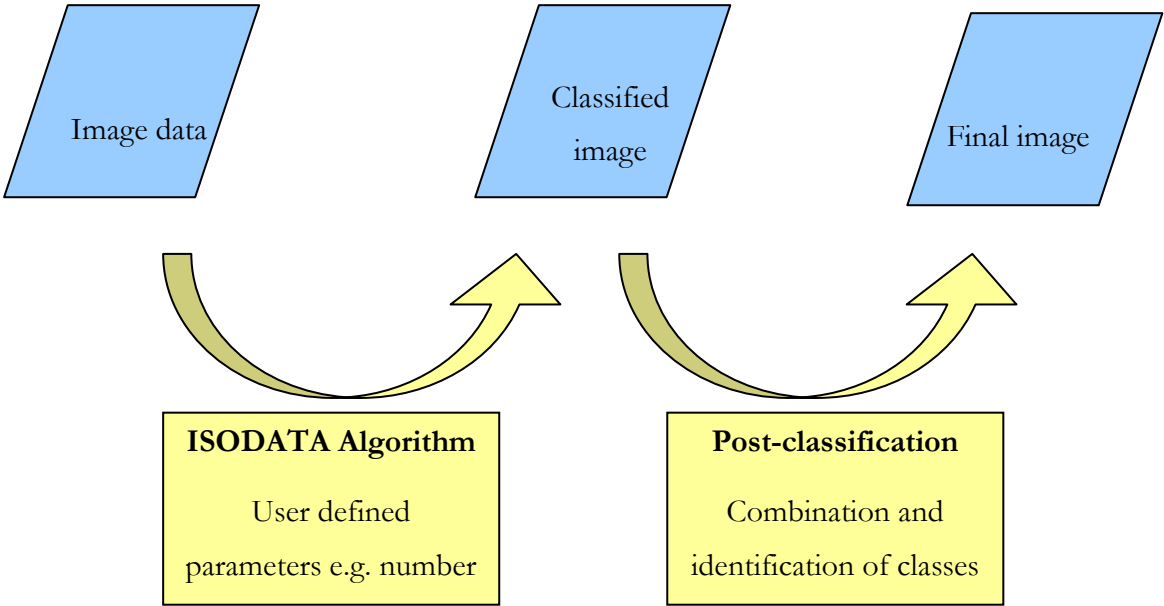 Image data
Classified
image
Final image
ISODATA Algorithm
User defined
parameters e.g. number
Post-classification
Combination and
identification of classes